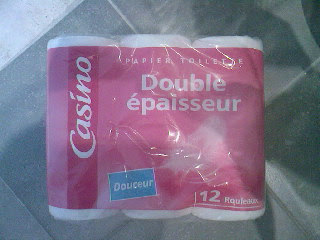 Casino
PAPIER TOILETTE
Double
épaisseur
Douceur
12 Rouleaux